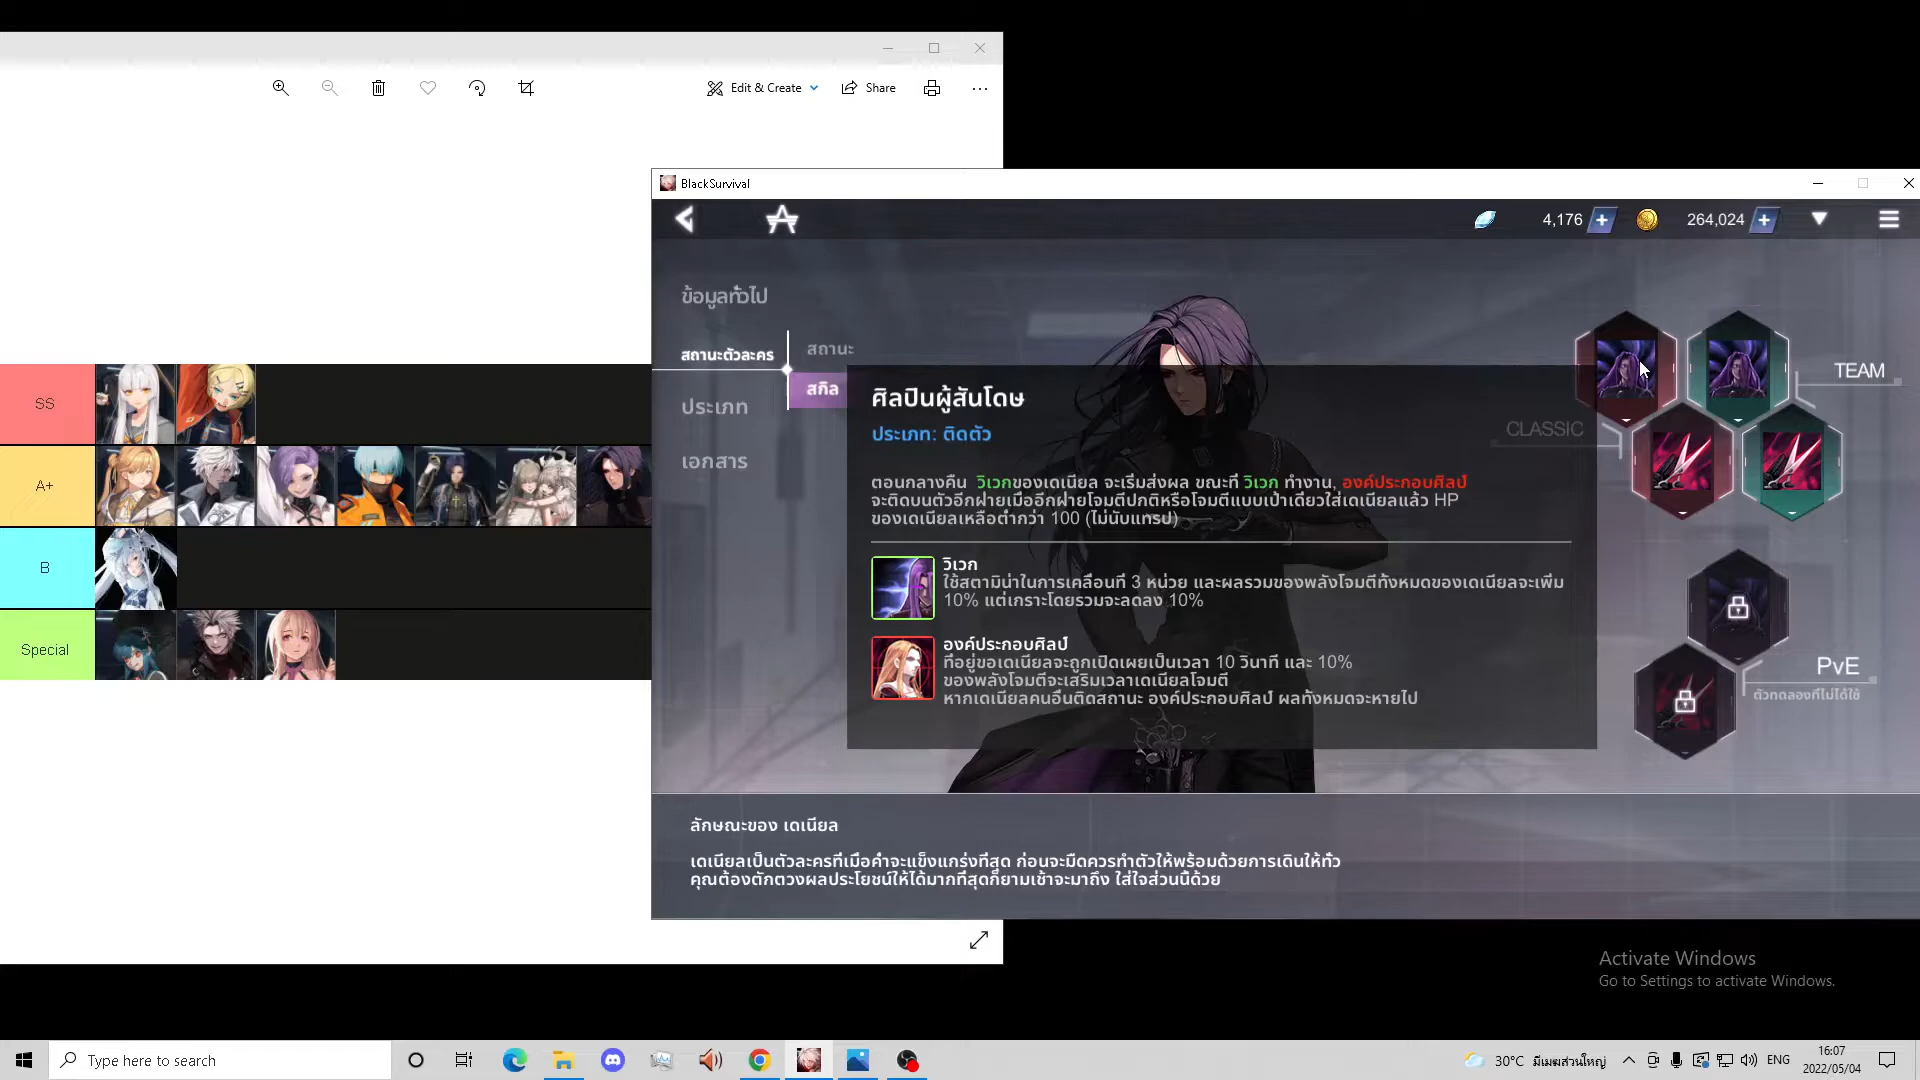 Edit & Create
Share
BlackSurvival
4,176
264,024
ข้อมูลทั่วไป
สถานะตัวละคร
สถานะ
สกิล
ประเภท
เอกสาร
SS
A+
B
Special
TEAM
CLASSIC
PvE
ตัวทดลองที่ไม่ได้ใช้
ศิลปินผู้สันโดษ
ประเภท: ติดตัว
ตอนกลางคืน วิเวกของเดเนียล จะเริ่มส่งผล ขณะที่ วิเวก ทำงาน, องค์ประกอบศิลป์
จะติดบนตัวอีกฝ่ายเมื่ออีกฝ่ายโจมตีปกติหรือโจมตีแบบเป้าเดี่ยวใส่เดเนียลแล้ว HP
ของเดเนียลเหลือต่ำกว่า 100 (ไม่นับแทรป)
วิเวก
ใช้สตามิน่าในการเคลื่อนที่ 3 หน่วย และผลรวมของพลังโจมตีทั้งหมดของเดเนียลจะเพิ่ม
10% แต่เกราะโดยรวมจะลดลง 10%
องค์ประกอบศิลป์
ที่อยู่ขอเดเนียลจะถูกเปิดเผยเป็นเวลา 10 วินาที และ 10%
ของพลังโจมตีจะเสริมเวลาเดเนียลโจมตี
หากเดเนียลคนอื่นติดสถานะ องค์ประกอบศิลป์ ผลทั้งหมดจะหายไป
ลักษณะของ เดเนียล
เดเนียลเป็นตัวละครที่เมื่อค่ำจะแข็งแกร่งที่สุด ก่อนจะมืดควรทำตัวให้พร้อมด้วยการเดินให้ทั่ว
คุณต้องตักตวงผลประโยชน์ให้ได้มากที่สุดก็ยามเช้าจะมาถึง ใส่ใจส่วนนี้ด้วย
Activate Windows
Go to Settings to activate Windows.
Type here to search
30°C มีเมฆส่วนใหญ่
ENG
16:07
2022/05/04